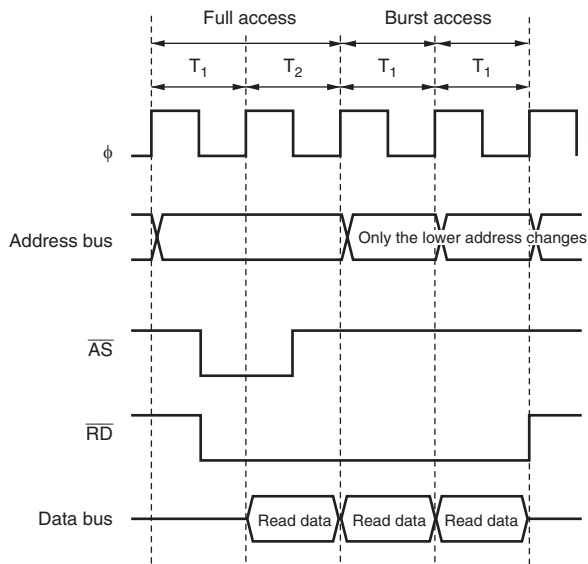 Full access Burst access
T1 T2 T1 T1
ϕ
Address bus
Only the lower address changes
AS
RD
Data bus Read data Read data Read data